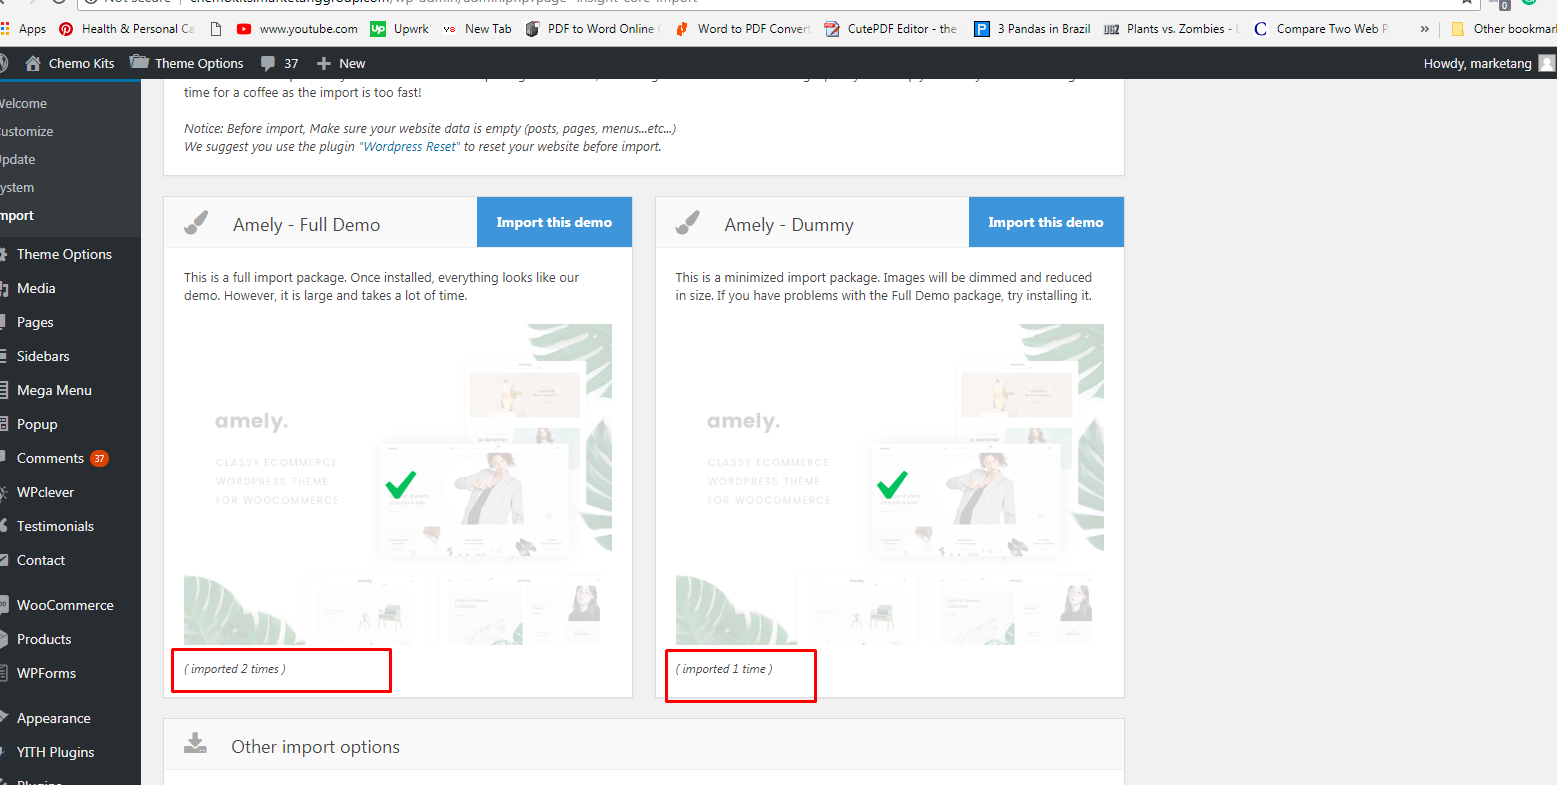 Apps
Health & Personal Ca
www.youtube.com
Up
Upwrk
New Tab
PDF to Word Online
Word to PDF Convert
CutePDF Editor - the
3 Pandas in Brazil
Plants vs. Zombies -
C
Compare Two Web P
»
Other bookmar
0
Chemo Kits
Theme Options
37
+ New
Howdy, marketang
Welcome
Customize
Update
System
Import
Theme Options
Media
Pages
Sidebars
Mega Menu
Popup
Comments 37
WPclever
Testimonials
Contact
WooCommerce
Products
WPForms
Appearance
YITH Plugins
time for a coffee as the import is too fast!
Notice: Before import, Make sure your website data is empty (posts, pages, menus...etc...)
We suggest you use the plugin "Wordpress Reset" to reset your website before import.
Amely - Full Demo
Import this demo
This is a full import package. Once installed, everything looks like our
demo. However, it is large and takes a lot of time.
amely.
CLASSY ECOMMERCE
WORDPRESS THEME
FOR WOOCOMMERCE
( imported 2 times )
Amely - Dummy
Import this demo
This is a minimized import package. Images will be dimmed and reduced
in size. If you have problems with the Full Demo package, try installing it.
amely.
CLASSY ECOMMERCE
WORDPRESS THEME
FOR WOOCOMMERCE
( imported 1 time )
Other import options